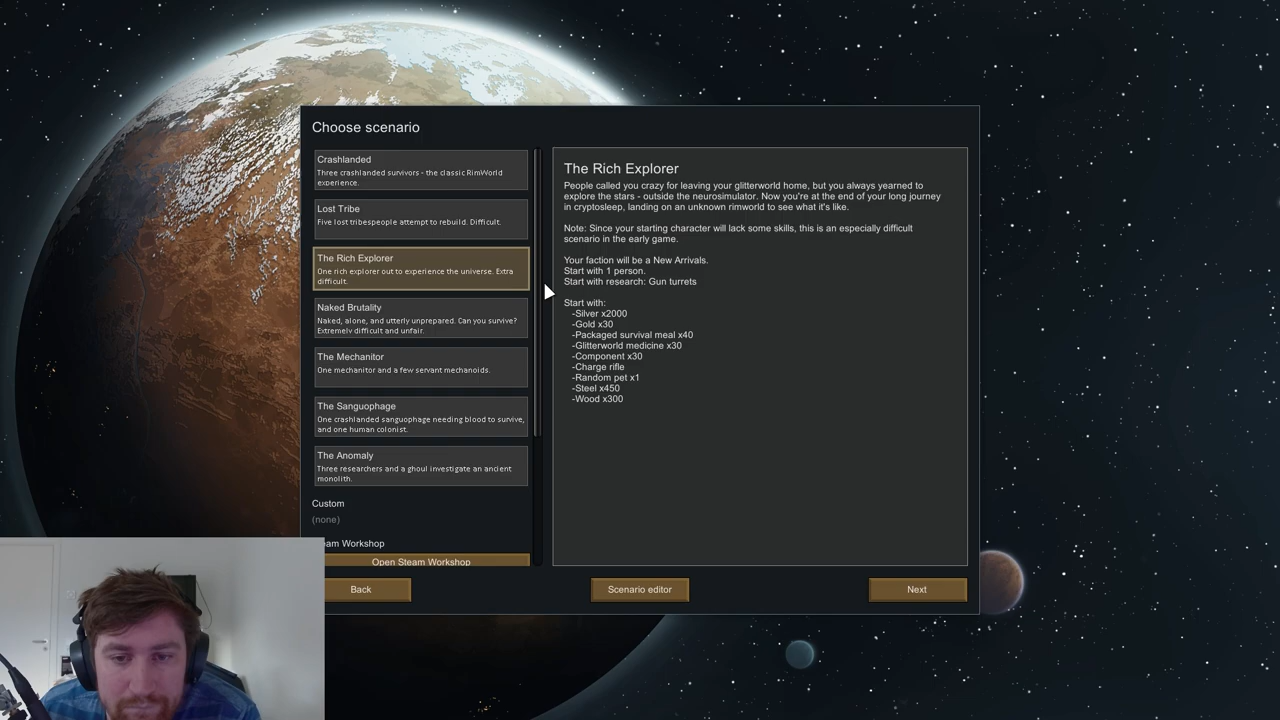 Choose scenario
Crashlanded
Three crashlanded survivors - the classic RimWorld
experience.
Lost Tribe
Five lost tribespeople attempt to rebuild. Difficult.
The Rich Explorer
One rich explorer out to experience the universe. Extra
difficult.
Naked Brutality
Naked, alone, and utterly unprepared. Can you survive?
Extremely difficult and unfair.
The Mechanitor
One mechanitor and a few servant mechanoids.
The Sanguophage
One crashlanded sanguophage needing blood to survive,
and one human colonist.
The Anomaly
Three researchers and a ghoul investigate an ancient
monolith.
Custom
(none)
eam Workshop
Open Steam Workshop
The Rich Explorer
People called you crazy for leaving your glitterworld home, but you always yearned to
explore the stars - outside the neurosimulator. Now you're at the end of your long journey
in cryptosleep, landing on an unknown rimworld to see what it's like.
Note: Since your starting character will lack some skills, this is an especially difficult
scenario in the early game.
Your faction will be a New Arrivals.
Start with 1 person.
Start with research: Gun turrets
Start with:
-Silver x2000
-Gold x30
-Packaged survival meal x40
-Glitterworld medicine x30
-Component x30
-Charge rifle
-Random pet x1
-Steel x450
-Wood x300
Back
Scenario editor
Next